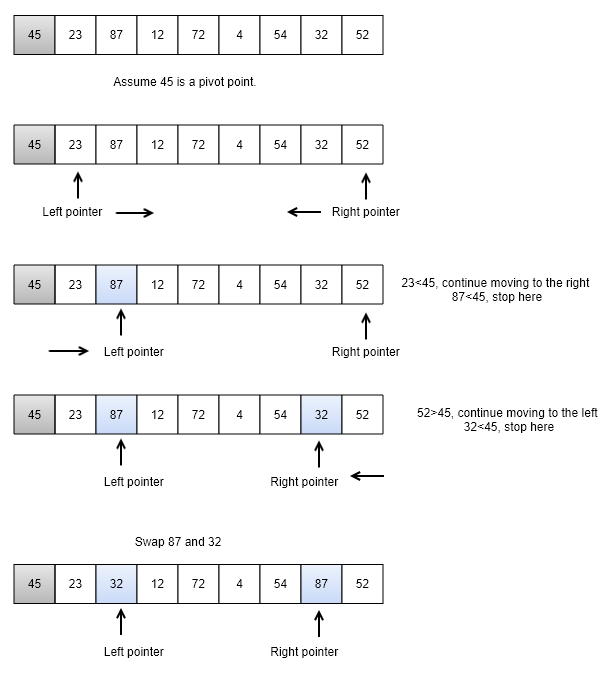 45 23 87 12 72 4 54 32 52
Assume 45 is a pivot point.
45 23 87 12 72 4 54 32 52
Left pointer
Right pointer
45 23 87 12 72 4 54 32 52
23<45, continue moving to the right
87<45, stop here
Left pointer
Right pointer
45 23 87 12 72 4 54 32 52
52>45, continue moving to the left
32<45, stop here
Left pointer
Right pointer
Swap 87 and 32
45 23 32 12 72 4 54 87 52
Left pointer
Right pointer